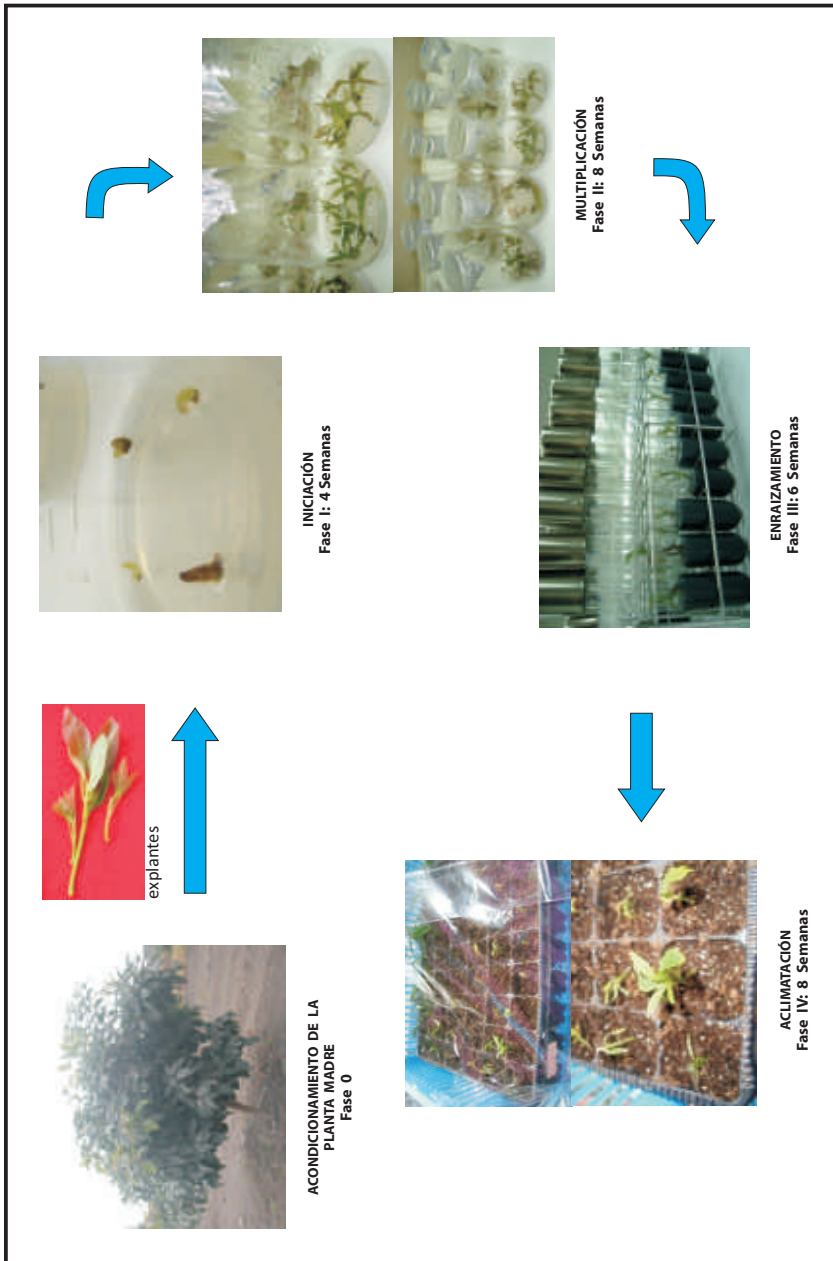 ACONDICIONAMIENTO DE LA
PLANTA MADRE
Fase 0
explantes
INICIACIÓN
Fase I: 4 Semanas
MULTIPLICACIÓN
Fase II: 8 Semanas
ENRAIZAMIENTO
Fase III: 6 Semanas
ACLIMATACIÓN
Fase IV: 8 Semanas